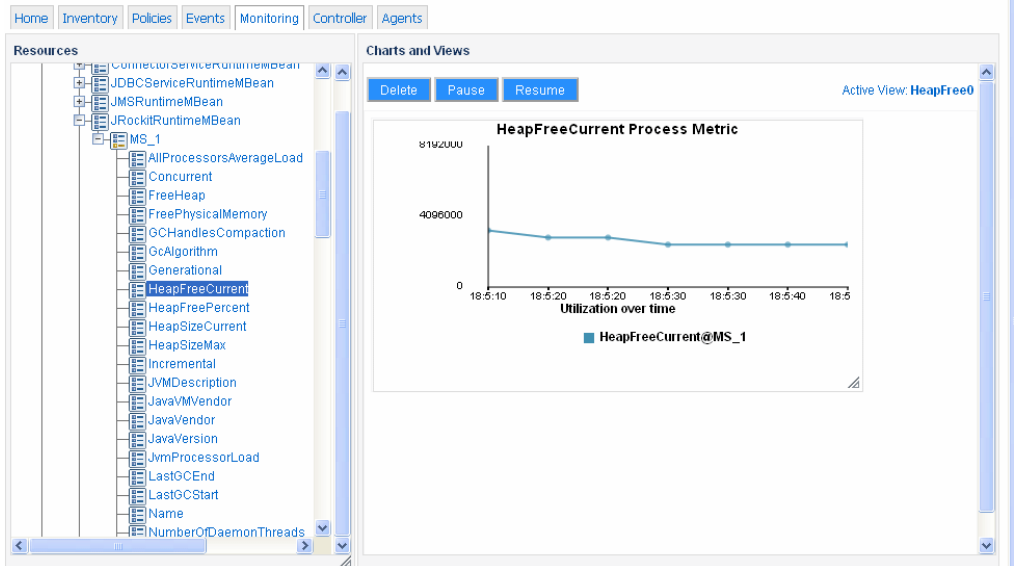 Home Inventory Policies Events Monitoring Controller Agents
Resources
ConnectorServiceRuntimeMBean
JDBCServiceRuntimeMBean
JMSRuntimeMBean
JRockitRuntimeMBean
MS_1
AllProcessorsAverageLoad
Concurrent
FreeHeap
FreePhysicalMemory
GCHandlesCompaction
GcAlgorithm
Generational
HeapFreeCurrent
HeapFreePercent
HeapSizeCurrent
HeapSizeMax
Incremental
JVMDescription
JavaVMVendor
JavaVendor
JavaVersion
JvmProcessorLoad
LastGCEnd
LastGCStart
Name
NumberOfDaemonThreads
Charts and Views
Delete Pause Resume
Active View: HeapFree0
HeapFreeCurrent Process Metric
8192000
4096000
0
18:5:10 18:5:20 18:5:20 18:5:30 18:5:30 18:5:40 18:5
Utilization over time
HeapFreeCurrent@MS_1